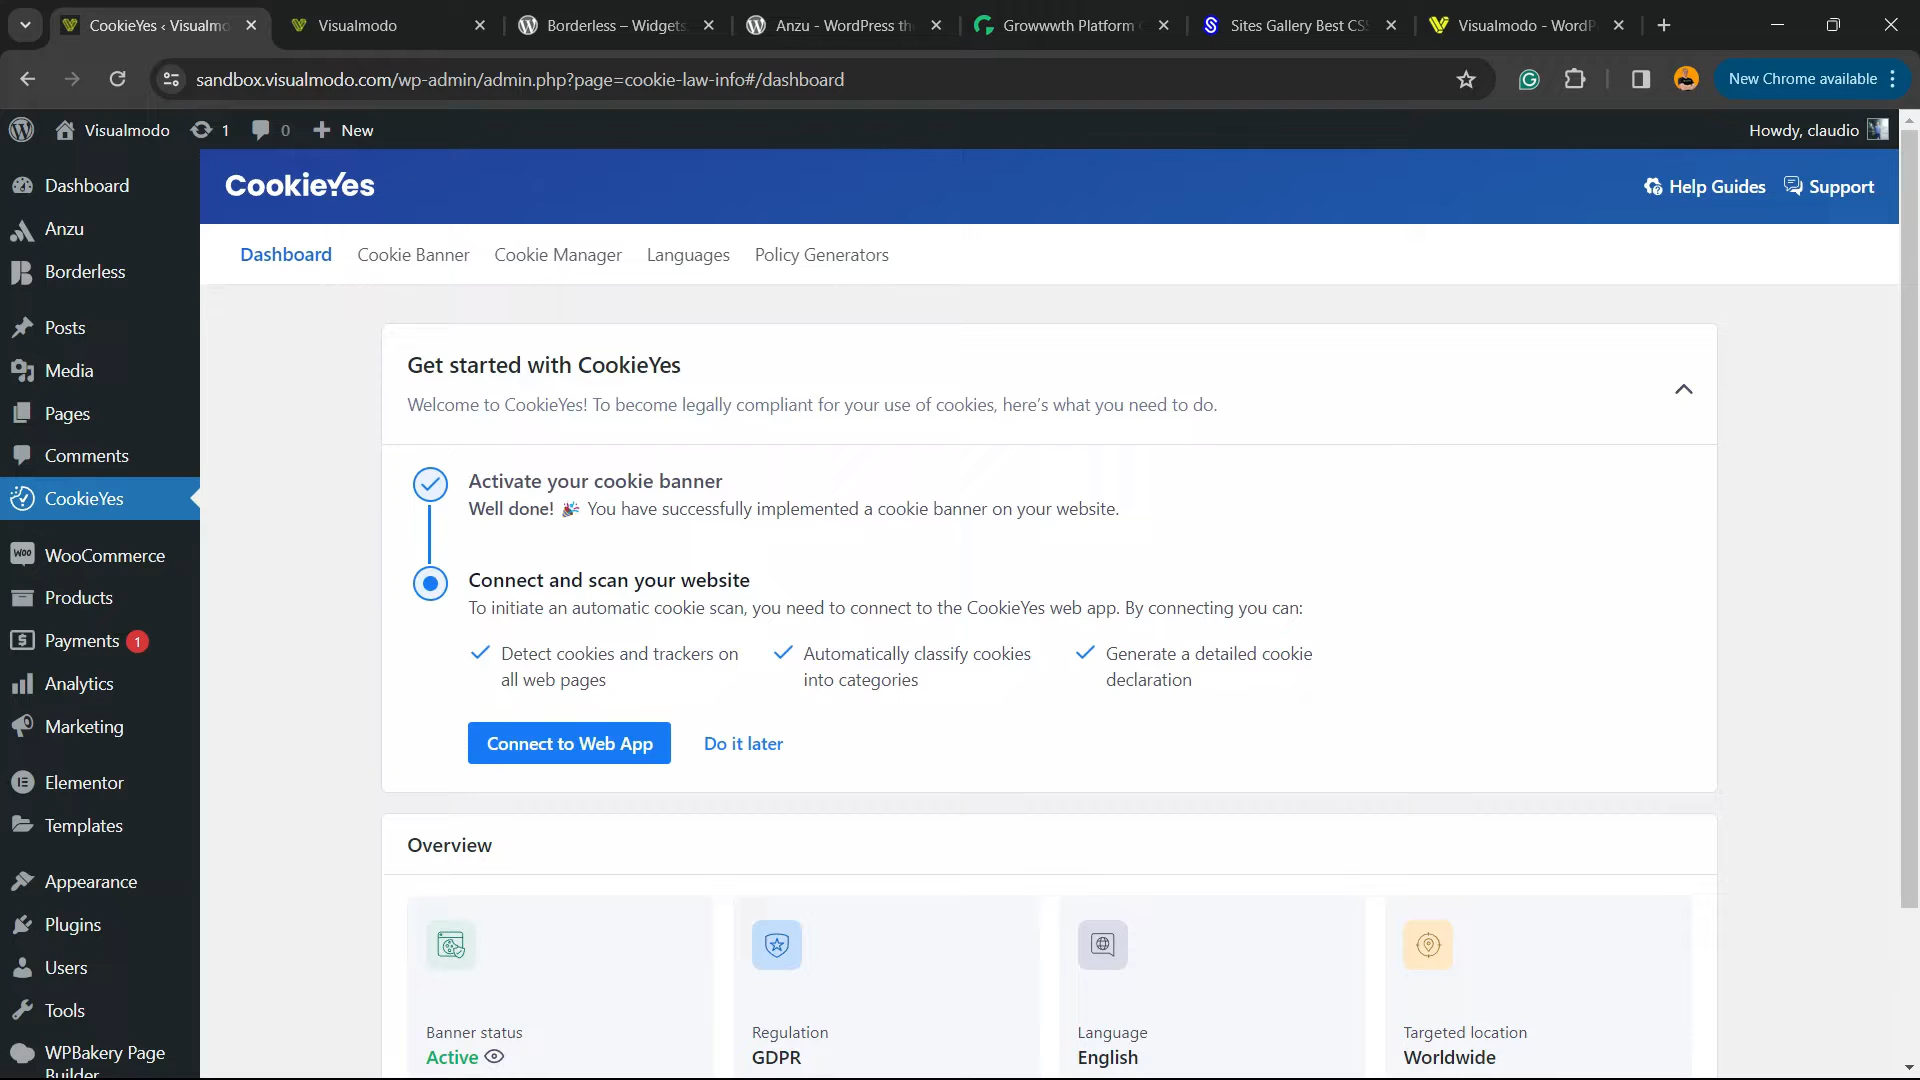 CookieYes ‹ Visualmo
Visualmodo
Borderless – Widgets
Anzu - WordPress th
Growwwth Platform
Sites Gallery Best CS
Visualmodo - WordP
sandbox.visualmodo.com/wp-admin/admin.php?page=cookie-law-info#/dashboard
New Chrome available
Visualmodo
1
0
New
Howdy, claudio
Dashboard
Anzu
Borderless
Posts
Media
Pages
Comments
CookieYes
WooCommerce
Products
Payments 1
Analytics
Marketing
Elementor
Templates
Appearance
Plugins
Users
Tools
WPBakery Page
Builder
CookieYes
Help Guides
Support
Dashboard
Cookie Banner
Cookie Manager
Languages
Policy Generators
Get started with CookieYes
Welcome to CookieYes! To become legally compliant for your use of cookies, here's what you need to do.
Activate your cookie banner
Well done! 🎉 You have successfully implemented a cookie banner on your website.
Connect and scan your website
To initiate an automatic cookie scan, you need to connect to the CookieYes web app. By connecting you can:
Detect cookies and trackers on
all web pages
Automatically classify cookies
into categories
Generate a detailed cookie
declaration
Connect to Web App
Do it later
Overview
Banner status
Active
Regulation
GDPR
Language
English
Targeted location
Worldwide